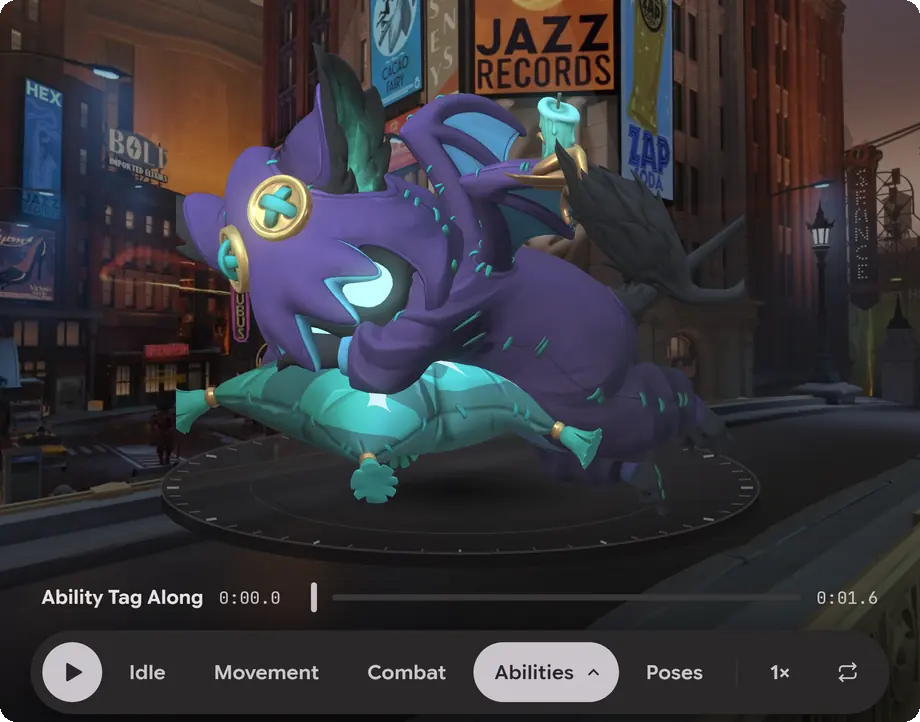 JAZZ
RECORDS
CACAO
FAIRY
HEX
JAZZ
BOLT
ZAP
SODA
Ability Tag Along 0:00.0 0:01.6
Idle Movement Combat Abilities Poses 1×